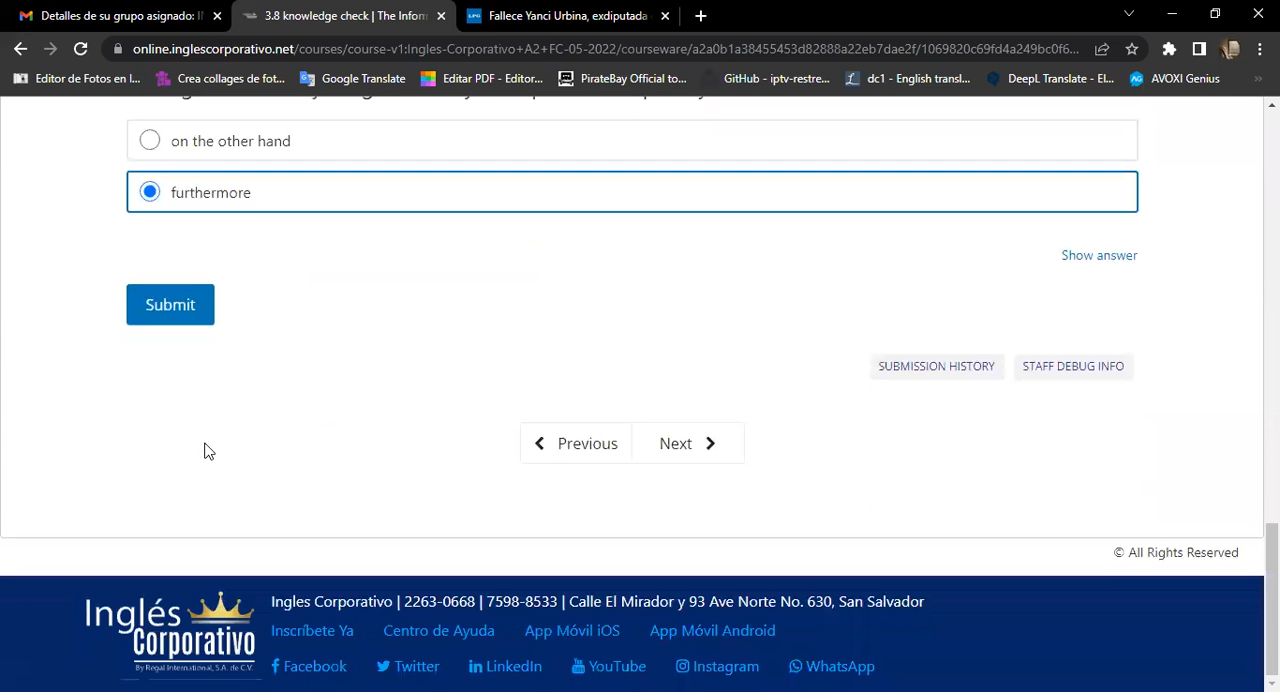 Detalles de su grupo asignado: I
3.8 knowledge check | The Inform
Fallece Yanci Urbina, exdiputada
online.inglescorporativo.net/courses/course-v1:Ingles-Corporativo+A2+FC-05-2022/courseware/a2a0b1a38455453d82888a22eb7dae2f/1069820c69fd4a249bc0f6...
Editor de Fotos en l... Crea collages de fot... Google Translate Editar PDF - Editor... PirateBay Official to... GitHub - iptv-restre... dc1 - English transl... DeepL Translate - El... AVOXI Genius »
on the other hand
furthermore
Show answer
Submit
SUBMISSION HISTORY STAFF DEBUG INFO
Previous Next
© All Rights Reserved
Inglés Corporativo
By Regal International, S.A. de C.V.
Ingles Corporativo | 2263-0668 | 7598-8533 | Calle El Mirador y 93 Ave Norte No. 630, San Salvador
Inscríbete Ya Centro de Ayuda App Móvil iOS App Móvil Android
Facebook Twitter LinkedIn YouTube Instagram WhatsApp